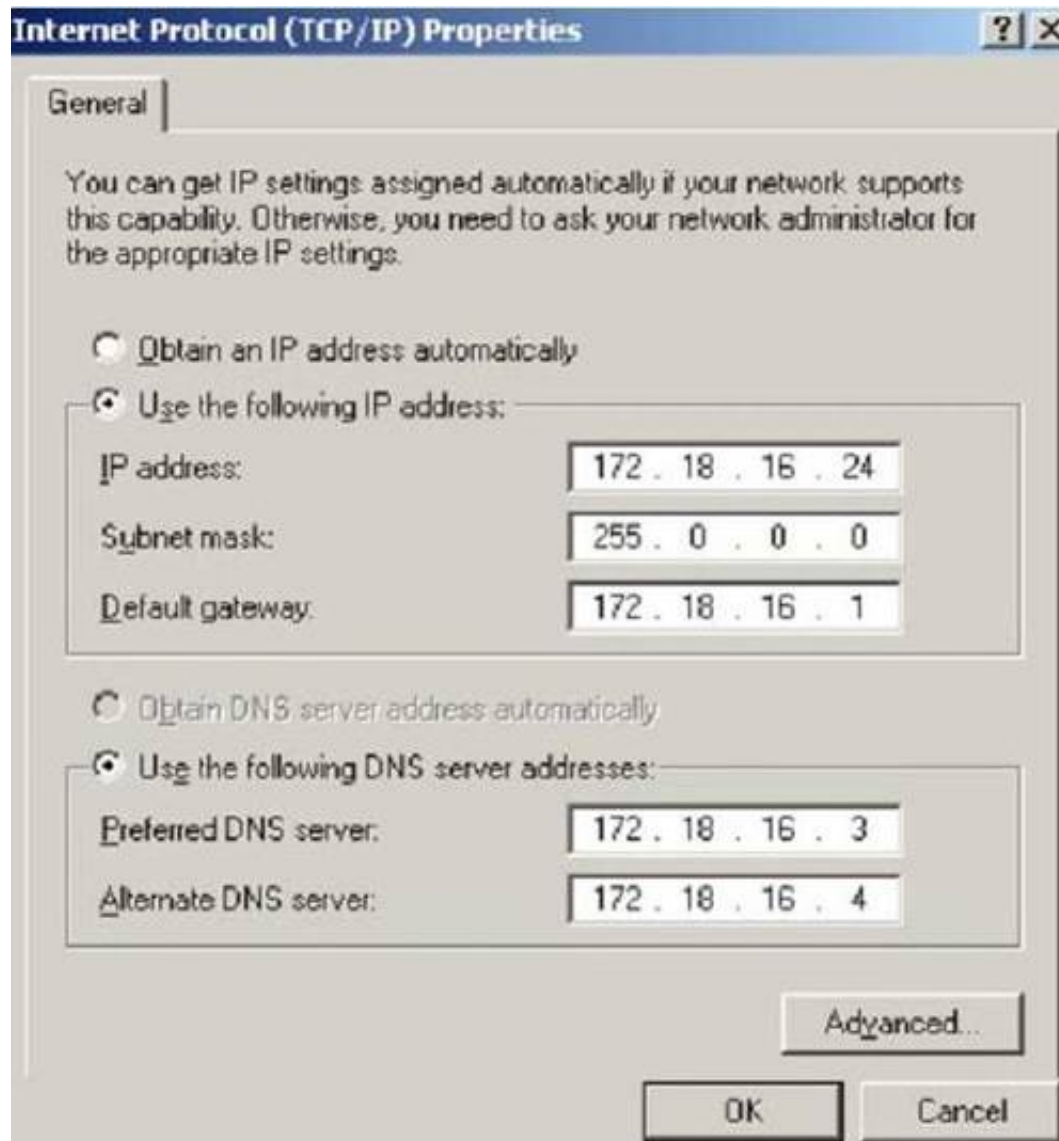 Internet Protocol (TCP/IP) Properties
General
You can get IP settings assigned automatically if your network supports
this capability. Otherwise, you need to ask your network administrator for
the appropriate IP settings.
Obtain an IP address automatically
Use the following IP address:
IP address: 172 . 18 . 16 . 24
Subnet mask: 255 . 0 . 0 . 0
Default gateway: 172 . 18 . 16 . 1
Obtain DNS server address automatically
Use the following DNS server addresses:
Preferred DNS server: 172 . 18 . 16 . 3
Alternate DNS server: 172 . 18 . 16 . 4
Advanced...
OK Cancel